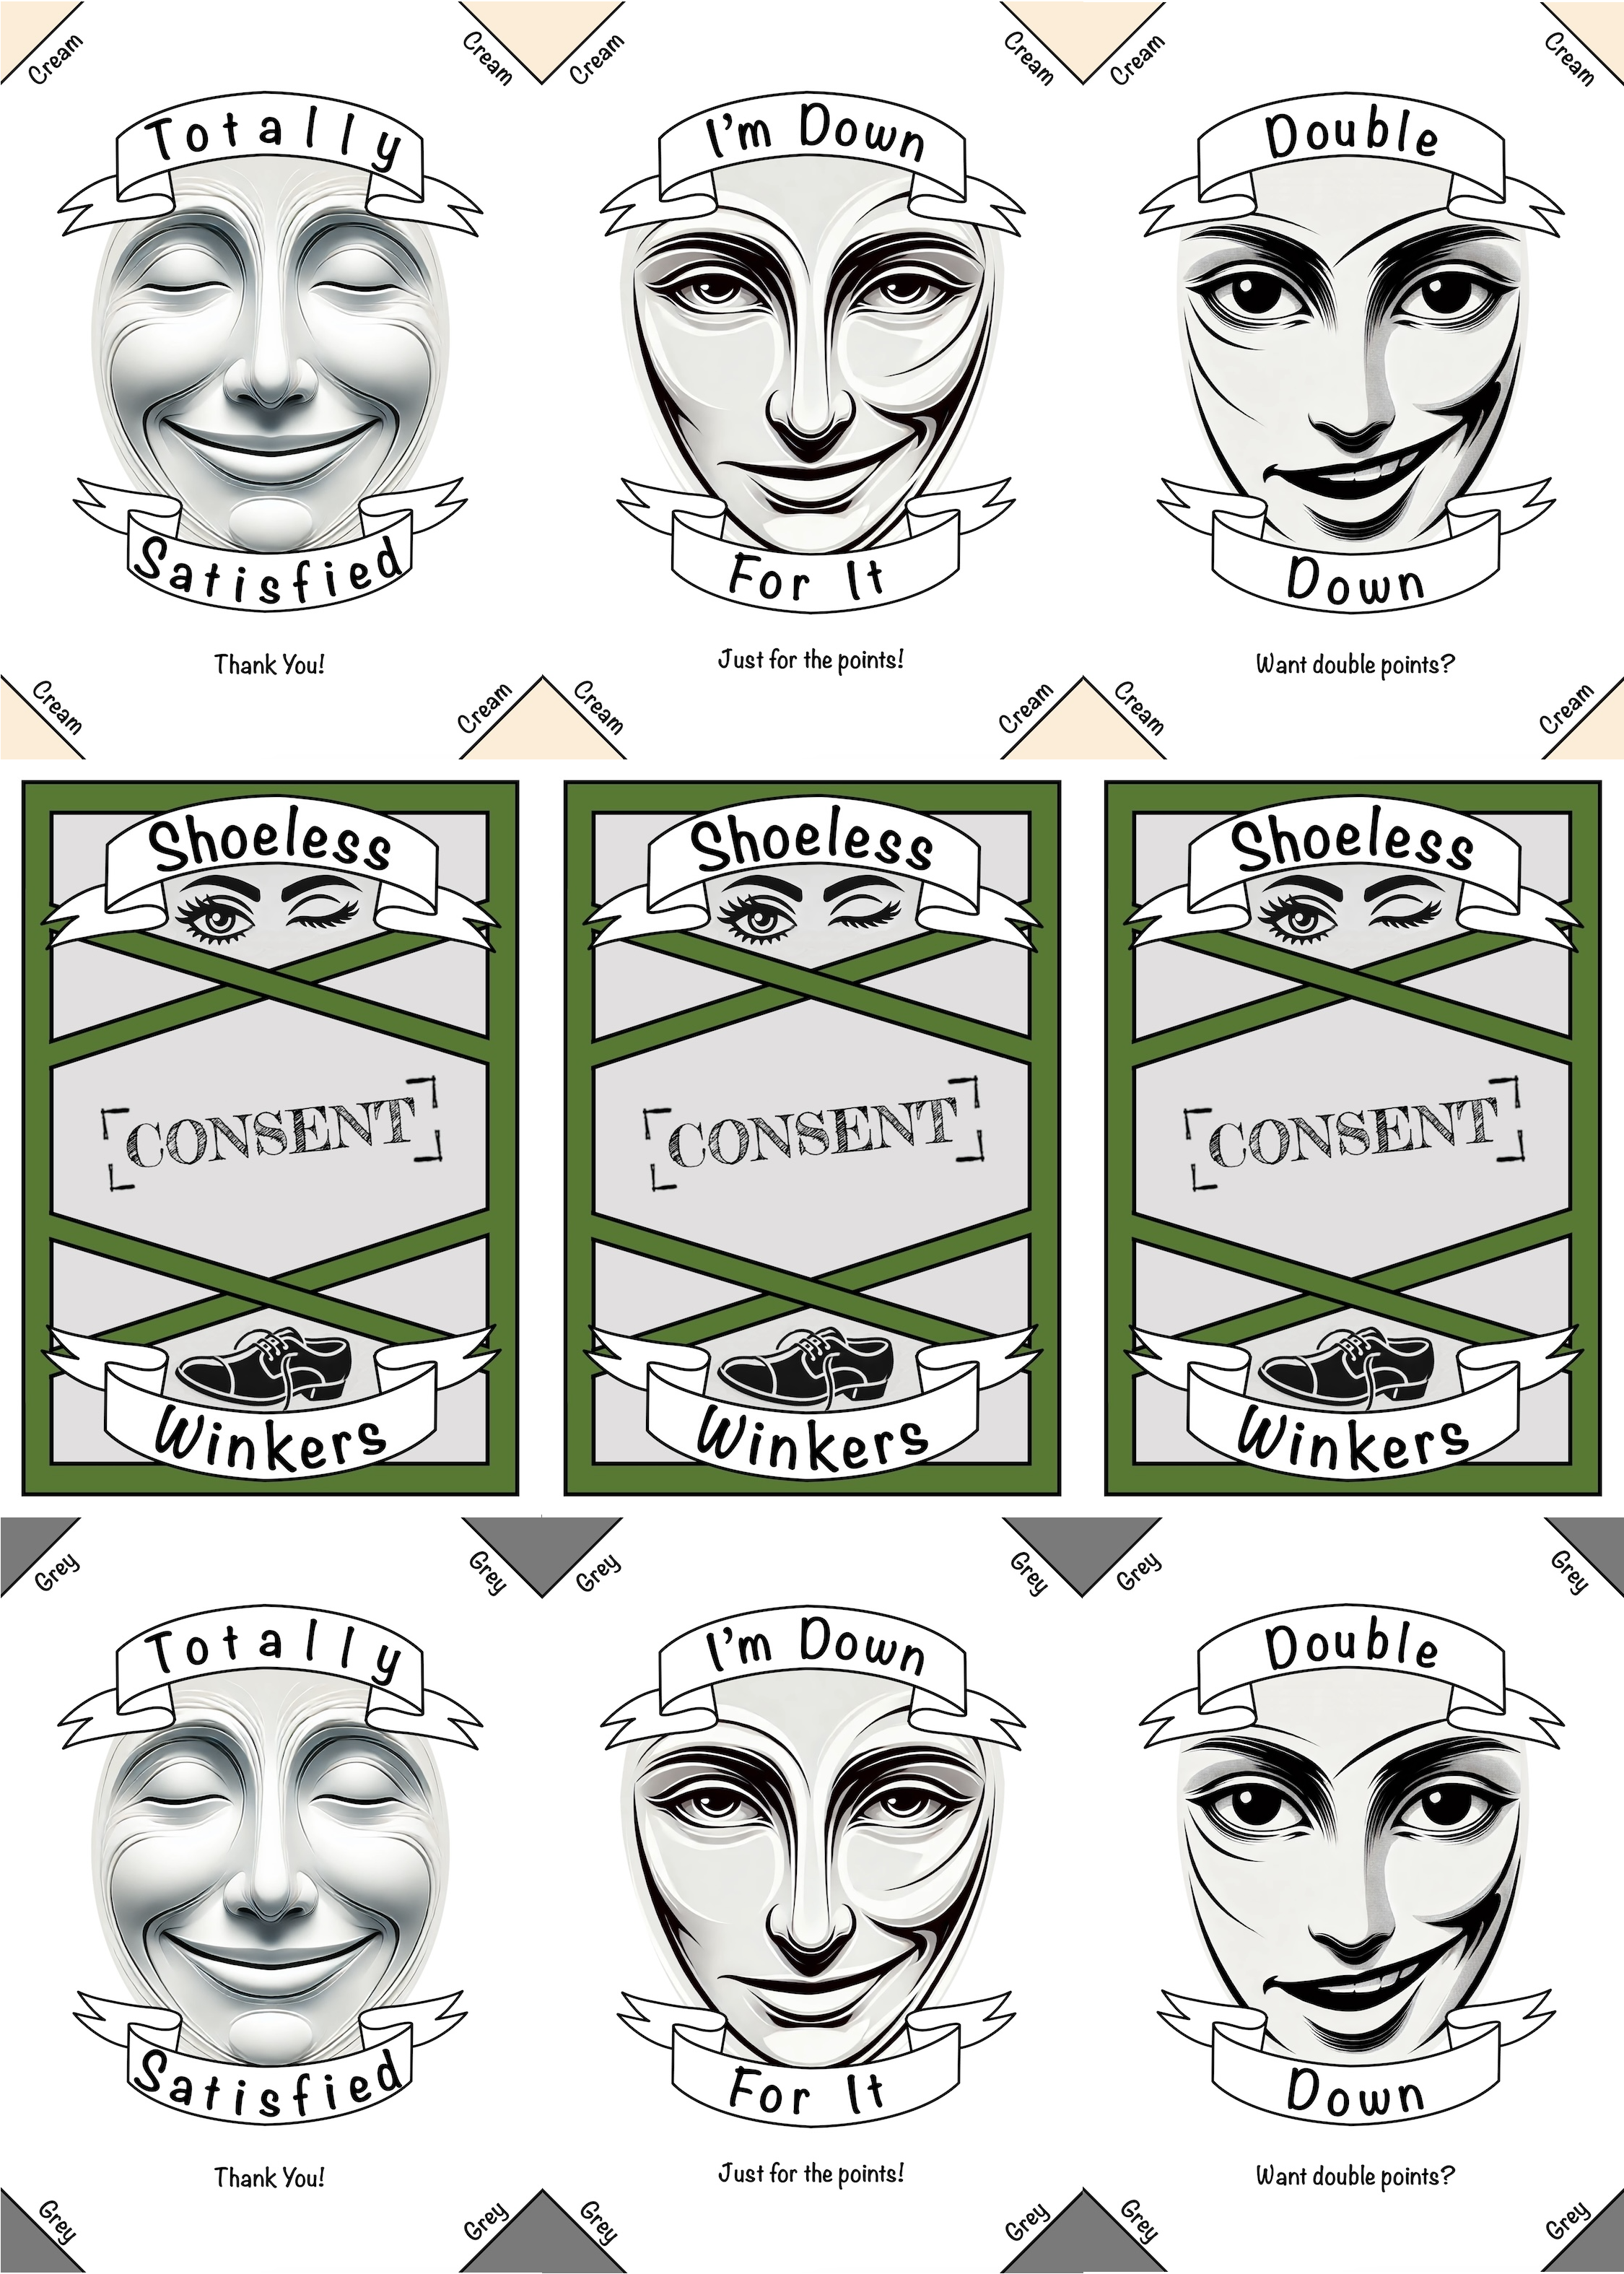 Cream
Cream
Cream
Cream
Cream
Cream
Totally
Satisfied
Thank You!
I'm Down
For It
Just for the points!
Double
Down
Want double points?
Cream
Cream
Cream
Cream
Cream
Cream
Shoeless
CONSENT
Winkers
Shoeless
CONSENT
Winkers
Shoeless
CONSENT
Winkers
Grey
Grey
Grey
Grey
Grey
Grey
Totally
Satisfied
Thank You!
I'm Down
For It
Just for the points!
Double
Down
Want double points?
Grey
Grey
Grey
Grey
Grey
Grey